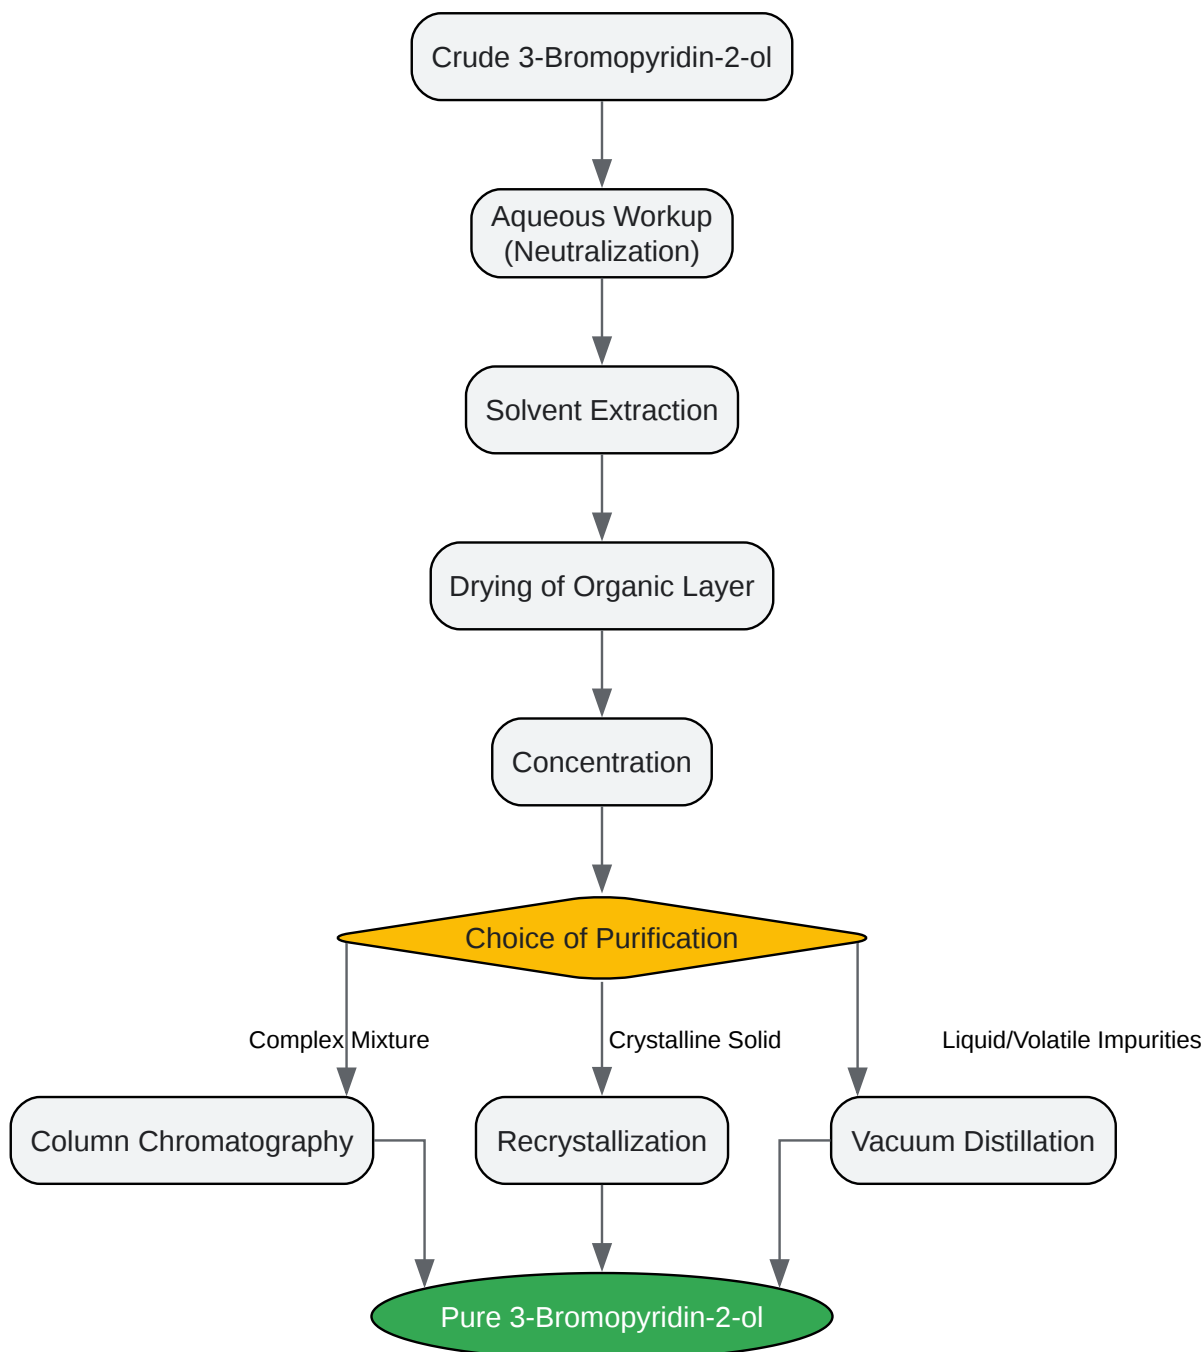 Crude 3-Bromopyridin-2-ol
Aqueous Workup
(Neutralization)
Solvent Extraction
Drying of Organic Layer
Concentration
Choice of Purification
Complex Mixture
Crystalline Solid
Liquid/Volatile Impurities
Column Chromatography
Recrystallization
Vacuum Distillation
Pure 3-Bromopyridin-2-ol